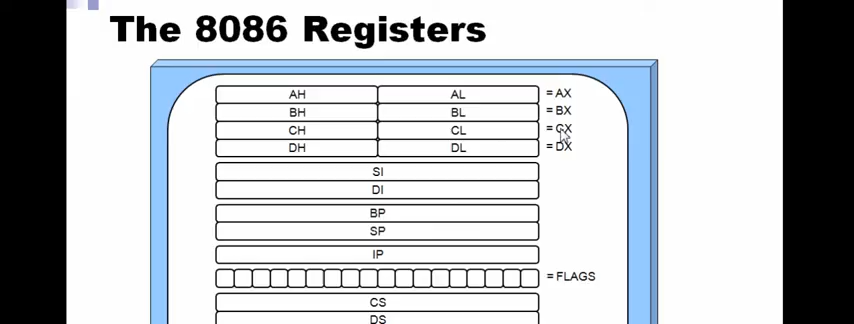 The 8086 Registers
AH AL = AX
BH BL = BX
CH CL = CX
DH DL = DX
SI
DI
BP
SP
IP
= FLAGS
CS
DS